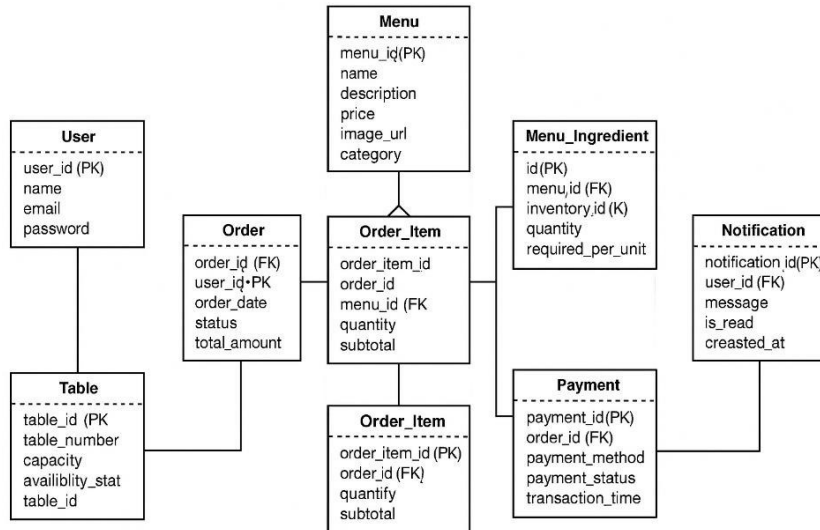 Menu
menu_id(PK)
name
description
price
image_url
category
User
user_id (PK)
name
email
password
Order
order_id (FK)
user_id•PK
order_date
status
total_amount
Order_Item
order_item_id
order_id
menu_id (FK
quantity
subtotal
Menu_Ingredient
id(PK)
menu,id (FK)
inventory,id (K)
quantity
required_per_unit
Notification
notification_id(PK)
user_id (FK)
message
is_read
creasted_at
Table
table_id (PK
table_number
capacity
availiblity_stat
table_id
Order_Item
order_item_id (PK)
order_id (FK)
quantify
subtotal
Payment
payment_id(PK)
order_id (FK)
payment_method
payment_status
transaction_time